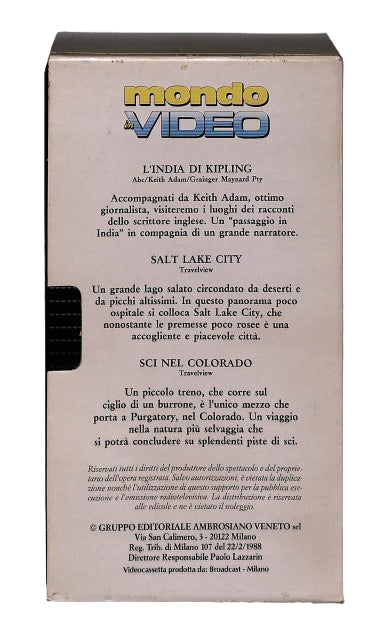 mondo
in VIDEO
L'INDIA DI KIPLING
Abc/Keith Adam/Grainger Maynard Pty
Accompagnati da Keith Adam, ottimo
giornalista, visiteremo i luoghi dei racconti
dello scrittore inglese. Un "passaggio in
India" in compagnia di un grande narratore.
SALT LAKE CITY
Travelview
Un grande lago salato circondato da deserti e
da picchi altissimi. In questo panorama poco
ospitale si colloca Salt Lake City, che
nonostante le premesse poco rosee è una
accogliente e piacevole città.
SCI NEL COLORADO
Travelview
Un piccolo treno, che corre sul
ciglio di un burrone, è l'unico mezzo che
porta a Purgatory, nel Colorado. Un viaggio
nella natura più selvaggia che
si potrà concludere su splendenti piste di sci.
Riservati tutti i diritti del produttore dello spettacolo e del proprie-
tario dell'opera registrata. Salvo autorizzazioni, è vietata la duplica-
zione nonché l'utilizzazione di questo supporto per la pubblica ese-
cuzione e l'emissione radiotelevisiva. La distribuzione è riservata
alle edicole e ne è vietato il noleggio.
© GRUPPO EDITORIALE AMBROSIANO VENETO srl
Via San Calimero, 3 - 20122 Milano
Reg. Trib. di Milano 107 del 22/2/1988
Direttore Responsabile Paolo Lazzarin
Videocassetta prodotta da: Broadcast - Milano